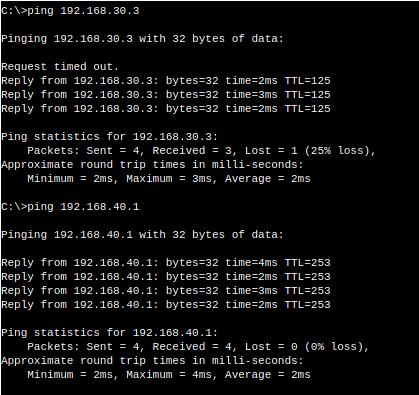 C:\>ping 192.168.30.3
Pinging 192.168.30.3 with 32 bytes of data:
Request timed out.
Reply from 192.168.30.3: bytes=32 time=2ms TTL=125
Reply from 192.168.30.3: bytes=32 time=3ms TTL=125
Reply from 192.168.30.3: bytes=32 time=2ms TTL=125
Ping statistics for 192.168.30.3:
    Packets: Sent = 4, Received = 3, Lost = 1 (25% loss),
Approximate round trip times in milli-seconds:
    Minimum = 2ms, Maximum = 3ms, Average = 2ms
C:\>ping 192.168.40.1
Pinging 192.168.40.1 with 32 bytes of data:
Reply from 192.168.40.1: bytes=32 time=4ms TTL=253
Reply from 192.168.40.1: bytes=32 time=2ms TTL=253
Reply from 192.168.40.1: bytes=32 time=3ms TTL=253
Reply from 192.168.40.1: bytes=32 time=2ms TTL=253
Ping statistics for 192.168.40.1:
    Packets: Sent = 4, Received = 4, Lost = 0 (0% loss),
Approximate round trip times in milli-seconds:
    Minimum = 2ms, Maximum = 4ms, Average = 2ms